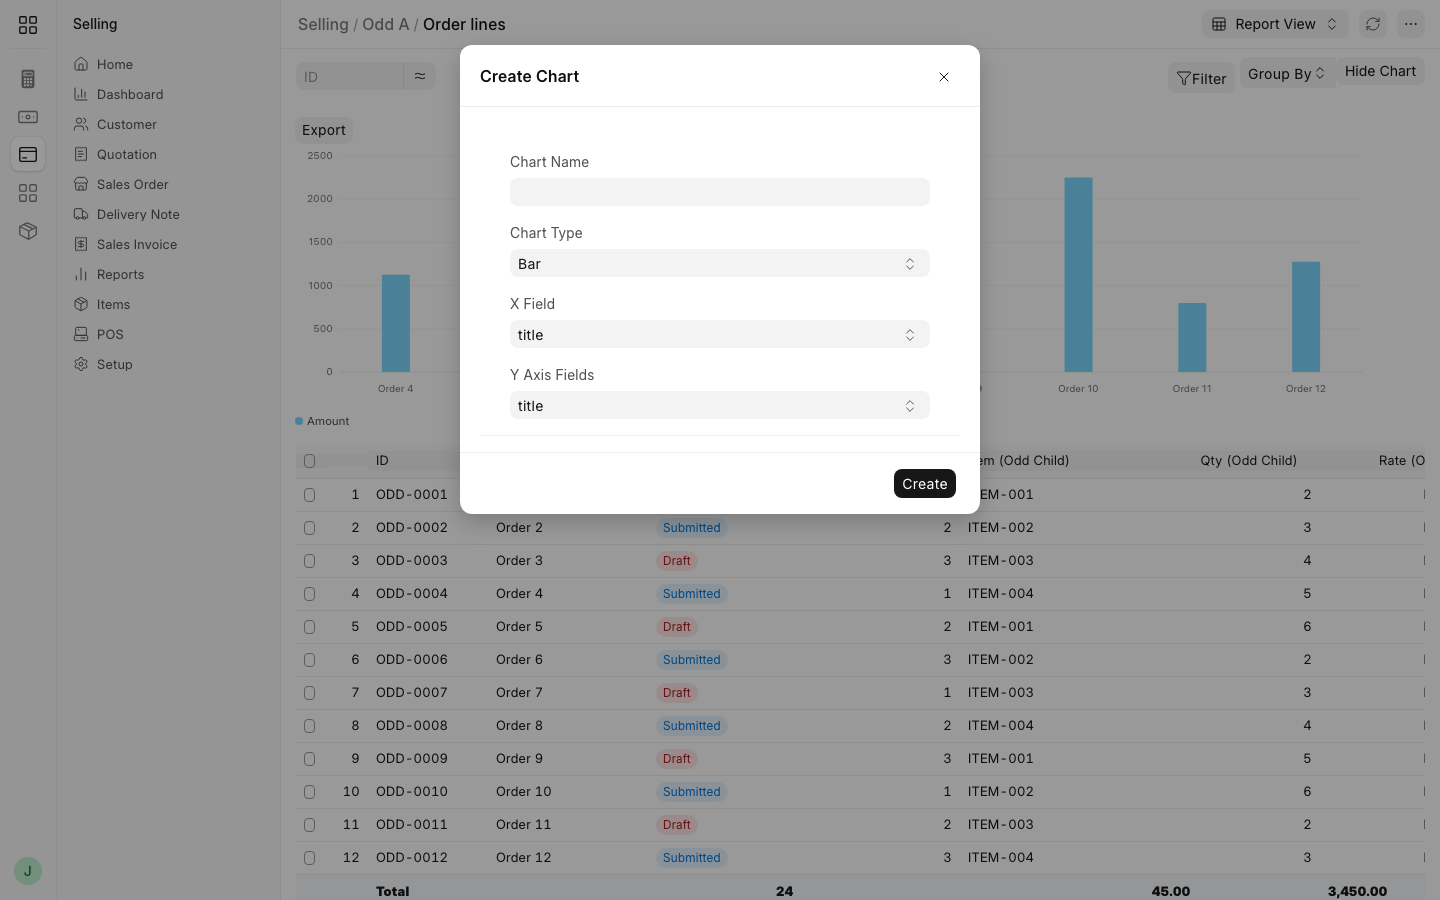 Selling
Home
Dashboard
Customer
Quotation
Sales Order
Delivery Note
Sales Invoice
Reports
Items
POS
Setup
J
Selling / Odd A / Order lines
Report View
ID
≈
Filter
Group By
Hide Chart
Export
2500
2000
1500
1000
500
0
Order 4
Order 10
Order 11
Order 12
Amount
Create Chart
Chart Name
Chart Type
Bar
X Field
title
Y Axis Fields
title
Create
ID Qty (Odd Child)
1 ODD-0001 2
2 ODD-0002 Order 2 Submitted 2 ITEM-002 3
3 ODD-0003 Order 3 Draft 3 ITEM-003 4
4 ODD-0004 Order 4 Submitted 1 ITEM-004 5
5 ODD-0005 Order 5 Draft 2 ITEM-001 6
6 ODD-0006 Order 6 Submitted 3 ITEM-002 2
7 ODD-0007 Order 7 Draft 1 ITEM-003 3
8 ODD-0008 Order 8 Submitted 2 ITEM-004 4
9 ODD-0009 Order 9 Draft 3 ITEM-001 5
10 ODD-0010 Order 10 Submitted 1 ITEM-002 6
11 ODD-0011 Order 11 Draft 2 ITEM-003 2
12 ODD-0012 Order 12 Submitted 3 ITEM-004 3
Total 24 45.00 3,450.00